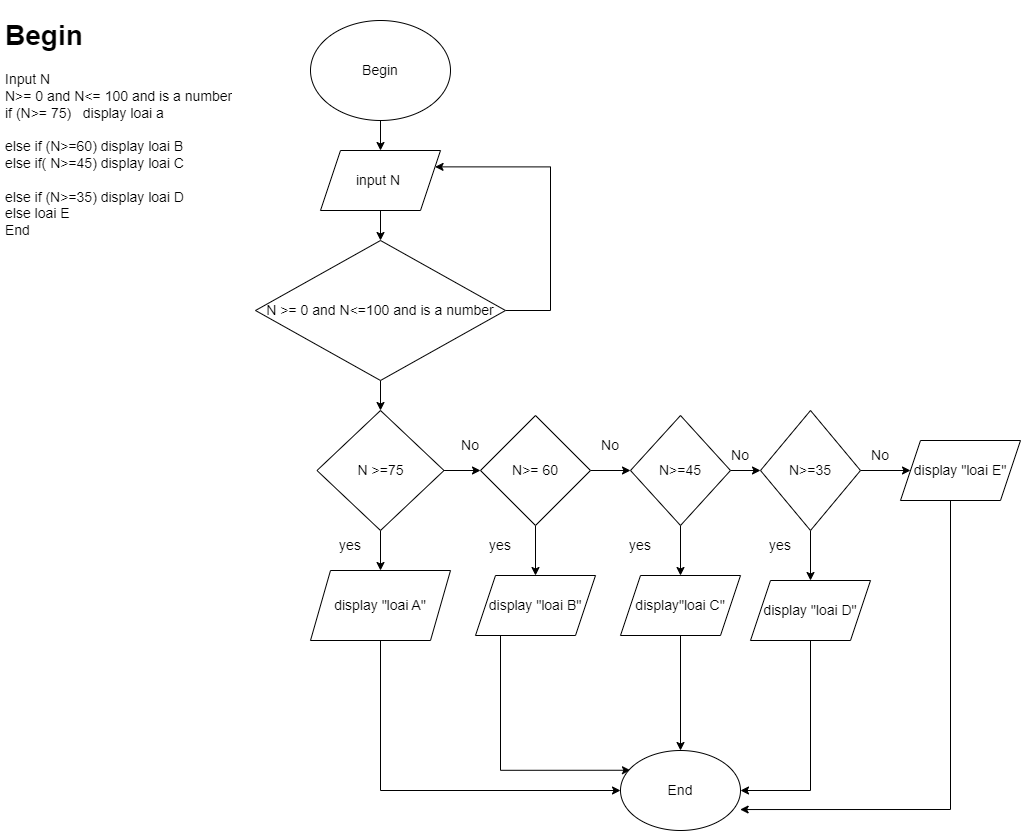 Begin
Input N
N>= 0 and N<= 100 and is a number
if (N>= 75) display loai a
else if (N>=60) display loai B
else if( N>=45) display loai C
else if (N>=35) display loai D
else loai E
End
Begin
input N
N >= 0 and N<=100 and is a number
N >=75
No
N>= 60
No
N>=45
No
N>=35
No
display "loai E"
yes
yes
yes
yes
display "loai A"
display "loai B"
display"loai C"
display "loai D"
End